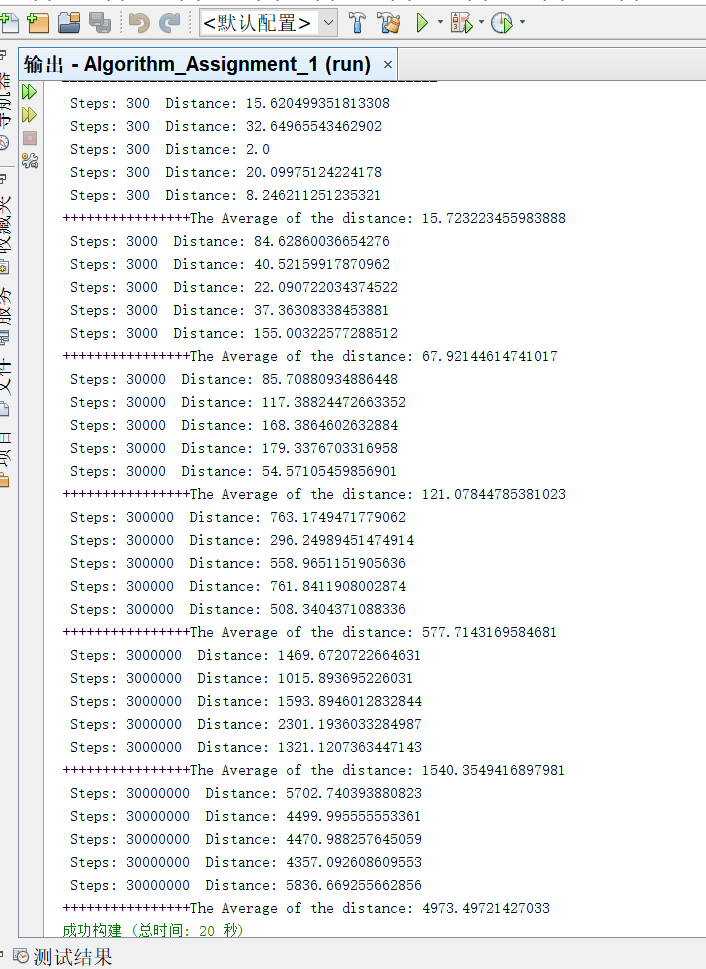 <默认配置>
输出 - Algorithm_Assignment_1 (run) ×
Steps: 300 Distance: 15.620499351813308
Steps: 300 Distance: 32.64965543462902
Steps: 300 Distance: 2.0
Steps: 300 Distance: 20.09975124224178
Steps: 300 Distance: 8.246211251235321
++++++++++++++++The Average of the distance: 15.723223455983888
Steps: 3000 Distance: 84.62860036654276
Steps: 3000 Distance: 40.52159917870962
Steps: 3000 Distance: 22.090722034374522
Steps: 3000 Distance: 37.36308338453881
Steps: 3000 Distance: 155.00322577288512
++++++++++++++++The Average of the distance: 67.92144614741017
Steps: 30000 Distance: 85.70880934886448
Steps: 30000 Distance: 117.38824472663352
Steps: 30000 Distance: 168.3864602632884
Steps: 30000 Distance: 179.3376703316958
Steps: 30000 Distance: 54.57105459856901
++++++++++++++++The Average of the distance: 121.07844785381023
Steps: 300000 Distance: 763.1749471779062
Steps: 300000 Distance: 296.24989451474914
Steps: 300000 Distance: 558.9651151905636
Steps: 300000 Distance: 761.8411908002874
Steps: 300000 Distance: 508.3404371088336
++++++++++++++++The Average of the distance: 577.7143169584681
Steps: 3000000 Distance: 1469.6720722664631
Steps: 3000000 Distance: 1015.893695226031
Steps: 3000000 Distance: 1593.8946012832844
Steps: 3000000 Distance: 2301.1936033284987
Steps: 3000000 Distance: 1321.1207363447143
++++++++++++++++The Average of the distance: 1540.3549416897981
Steps: 30000000 Distance: 5702.740393880823
Steps: 30000000 Distance: 4499.995555553361
Steps: 30000000 Distance: 4470.988257645059
Steps: 30000000 Distance: 4357.092608609553
Steps: 30000000 Distance: 5836.669255662856
++++++++++++++++The Average of the distance: 4973.49721427033
成功构建 (总时间: 20 秒)
导航器
收藏夹
服务
文件
项目
测试结果